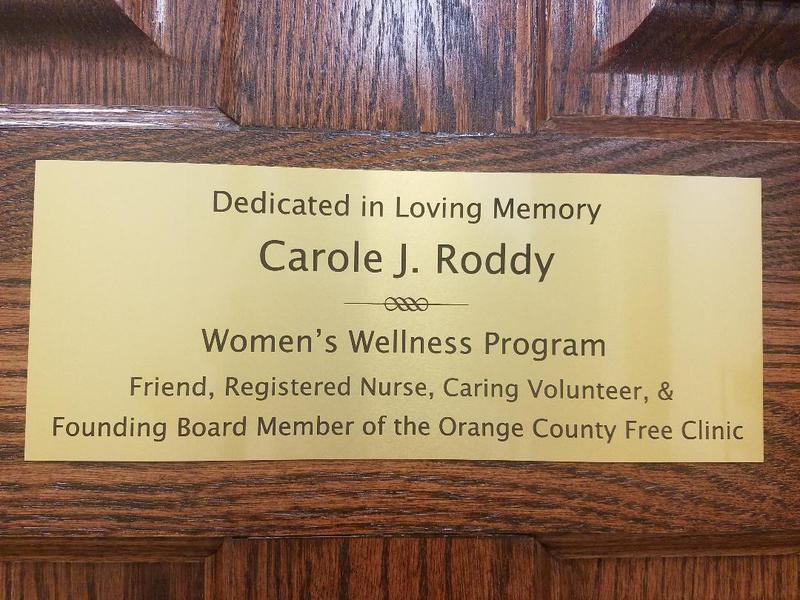 Dedicated in Loving Memory
Carole J. Roddy
Women's Wellness Program
Friend, Registered Nurse, Caring Volunteer, &
Founding Board Member of the Orange County Free Clinic